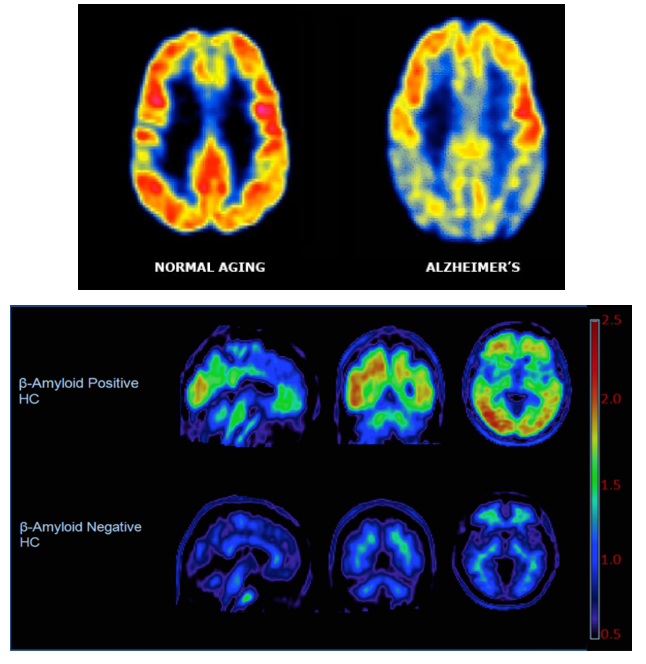 NORMAL AGING
ALZHEIMER´S
β-Amyloid Positive
HC
β-Amyloid Negative
HC
2.5
2.0
1.5
1.0
0.5